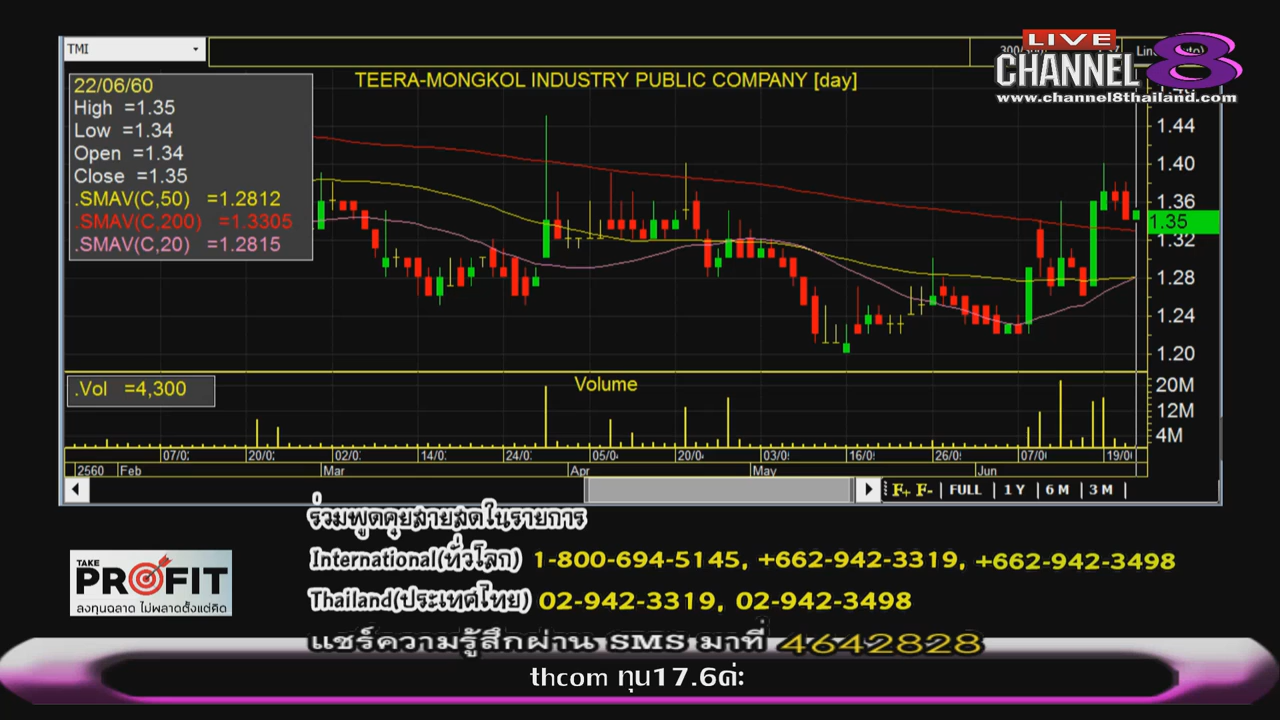 TMI
LIVE
CHANNEL 8
www.channel8thailand.com
TEERA-MONGKOL INDUSTRY PUBLIC COMPANY [day]
22/06/60
High =1.35
Low =1.34
Open =1.34
Close =1.35
.SMAV(C,50) =1.2812
.SMAV(C,200) =1.3305
.SMAV(C,20) =1.2815
1.44
1.40
1.36
1.35
1.32
1.28
1.24
1.20
.Vol =4,300
Volume
20M
12M
4M
07/0 20/0 02/0 14/0 24/0 05/0 20/0 03/0 16/0 26/0 07/0 19/0
2560 Feb Mar Apr May Jun
F+ F- FULL 1 Y 6 M 3 M
ร่วมพูดคุยสายสดในรายการ
International(ทั่วโลก) 1-800-694-5145, +662-942-3319, +662-942-3498
Thailand(ประเทศไทย) 02-942-3319, 02-942-3498
TAKE PROFIT
ลงทุนฉลาด ไม่พลาดตั้งแต่คิด
แชร์ความรู้สึกผ่าน SMS มาที่ 4642828
thcom ทุน17.6ค่ะ